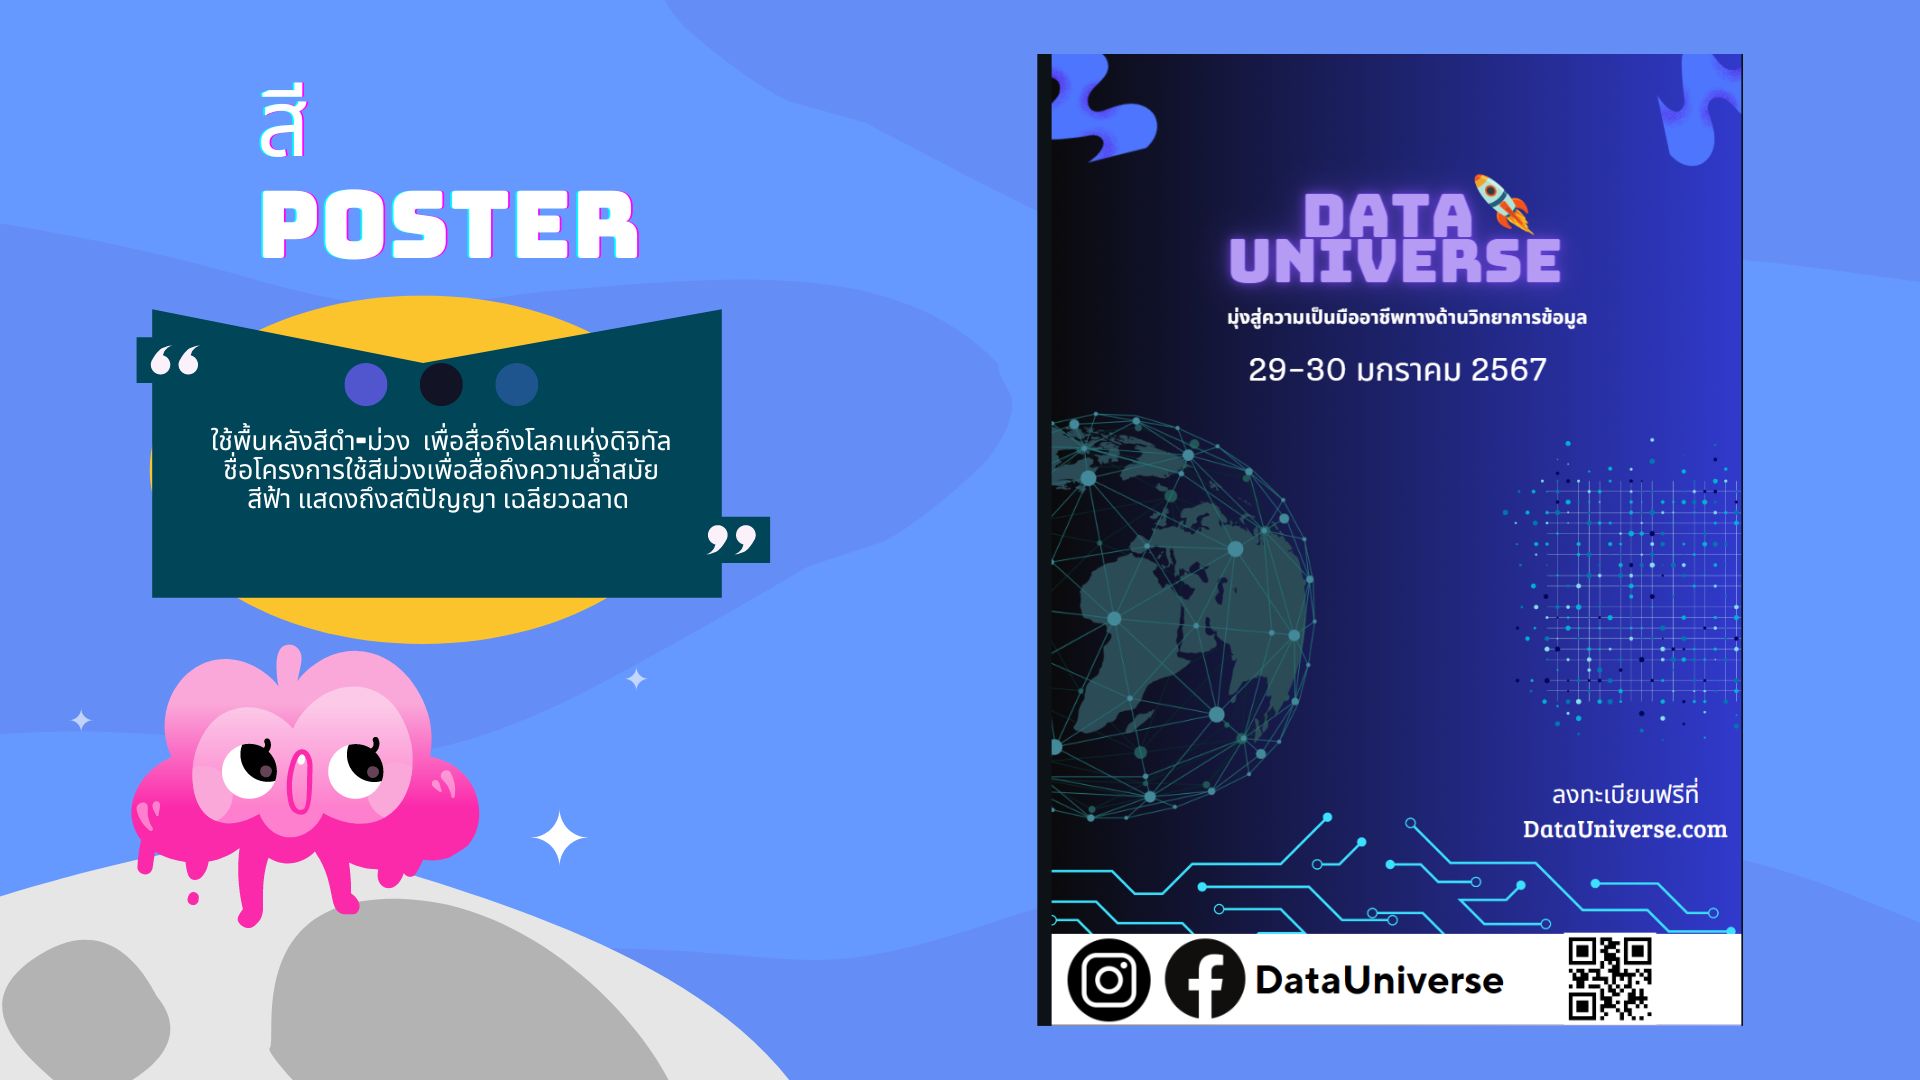 สี
POSTER
“
ใช้พื้นหลังสีดำ-ม่วง เพื่อสื่อถึงโลกแห่งดิจิทัล
ชื่อโครงการใช้สีม่วงเพื่อสื่อถึงความล้ำสมัย
สีฟ้า แสดงถึงสติปัญญา เฉลียวฉลาด
”
DATA
UNIVERSE
มุ่งสู่ความเป็นมืออาชีพทางด้านวิทยาการข้อมูล
29-30 มกราคม 2567
ลงทะเบียนฟรีที่
DataUniverse.com
DataUniverse